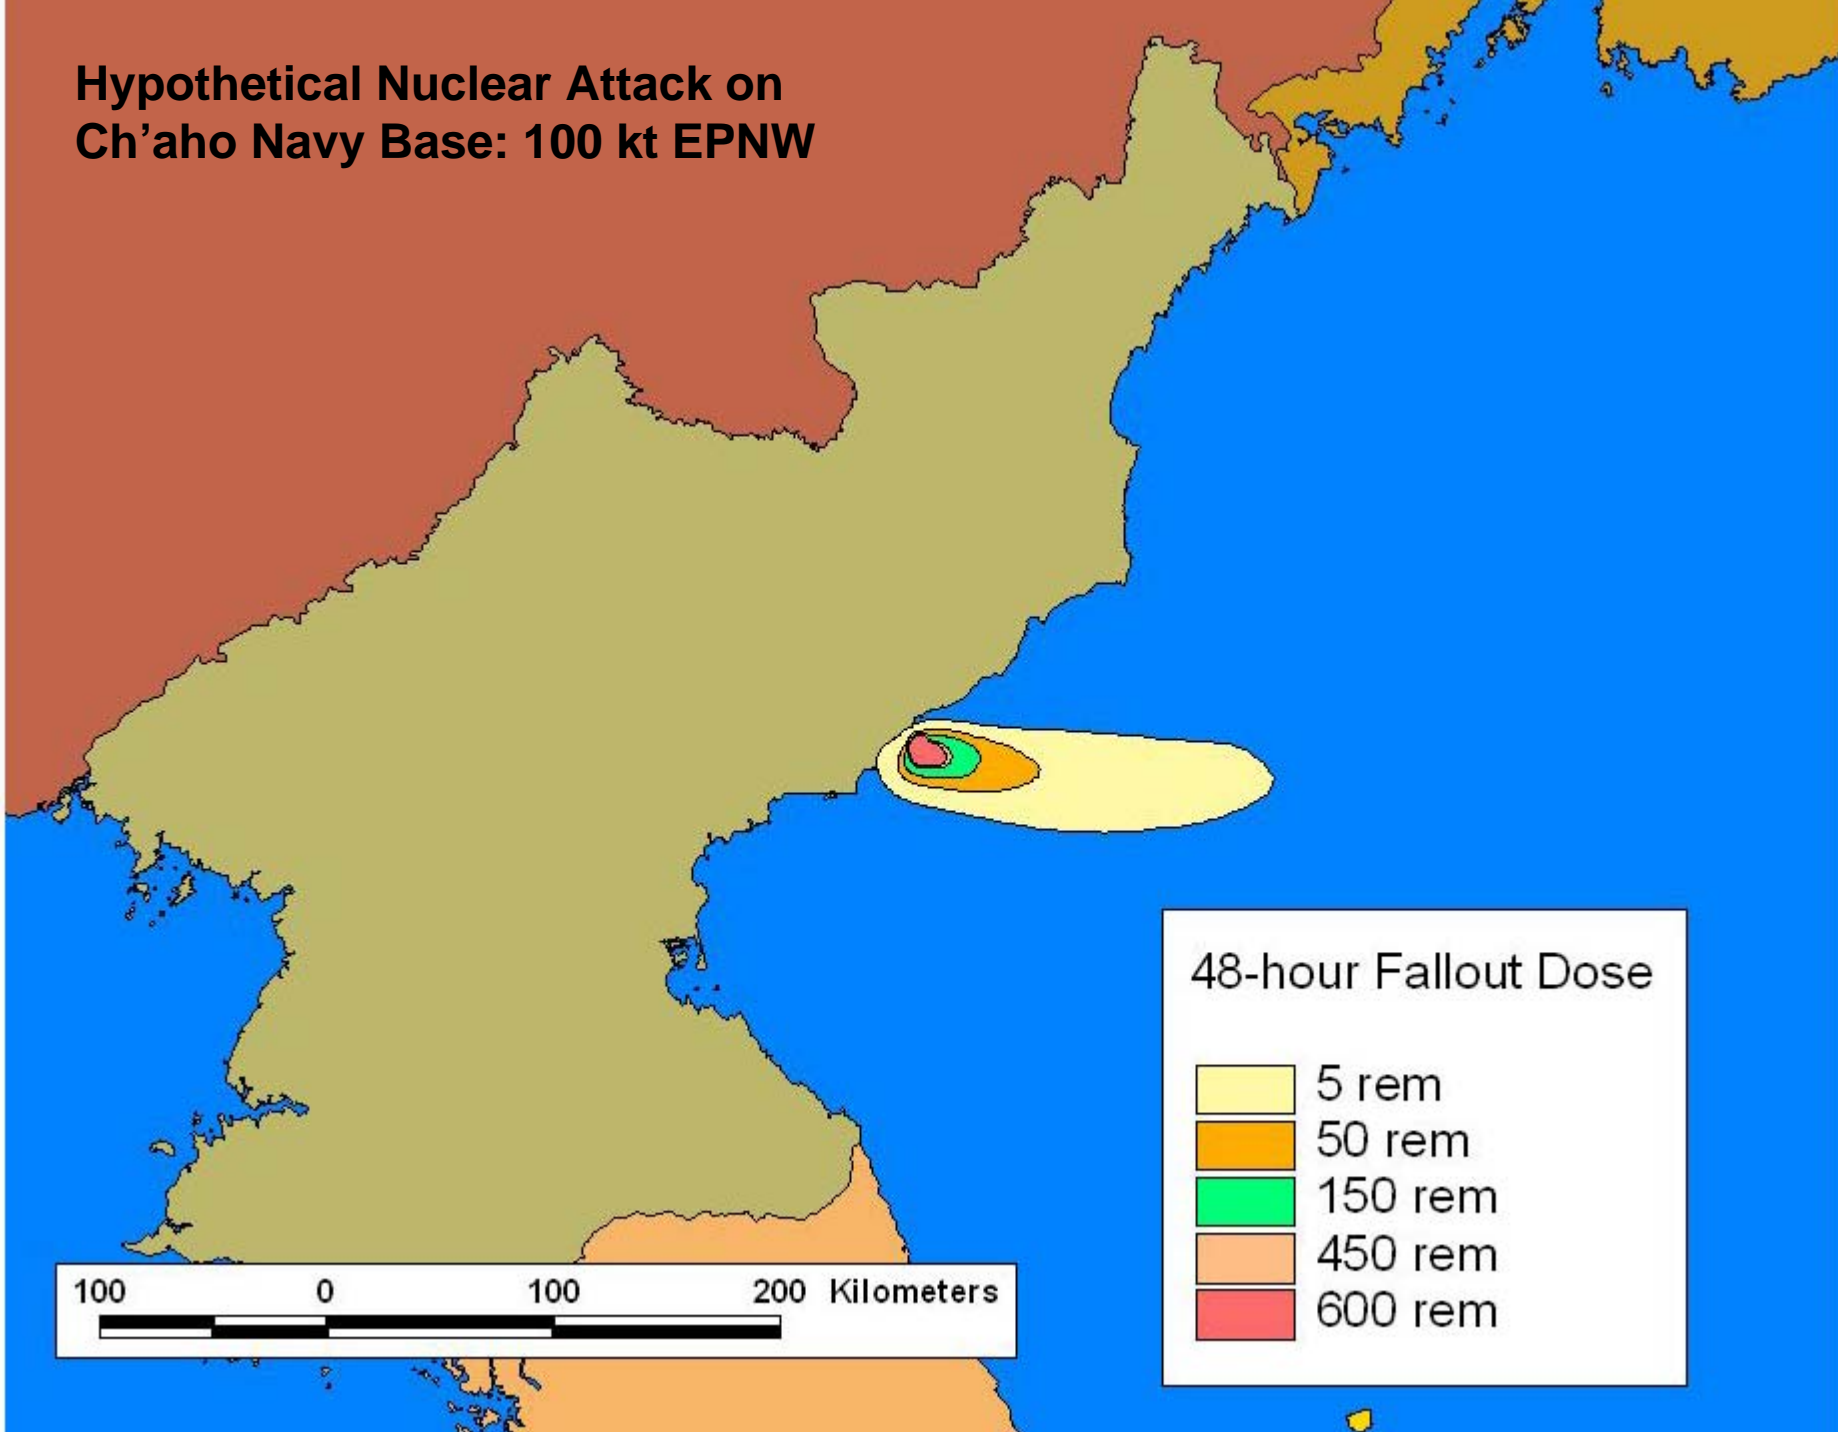 Hypothetical Nuclear Attack on
Ch’aho Navy Base: 100 kt EPNW
48-hour Fallout Dose
5 rem
50 rem
150 rem
450 rem
600 rem
100 0 100 200 Kilometers